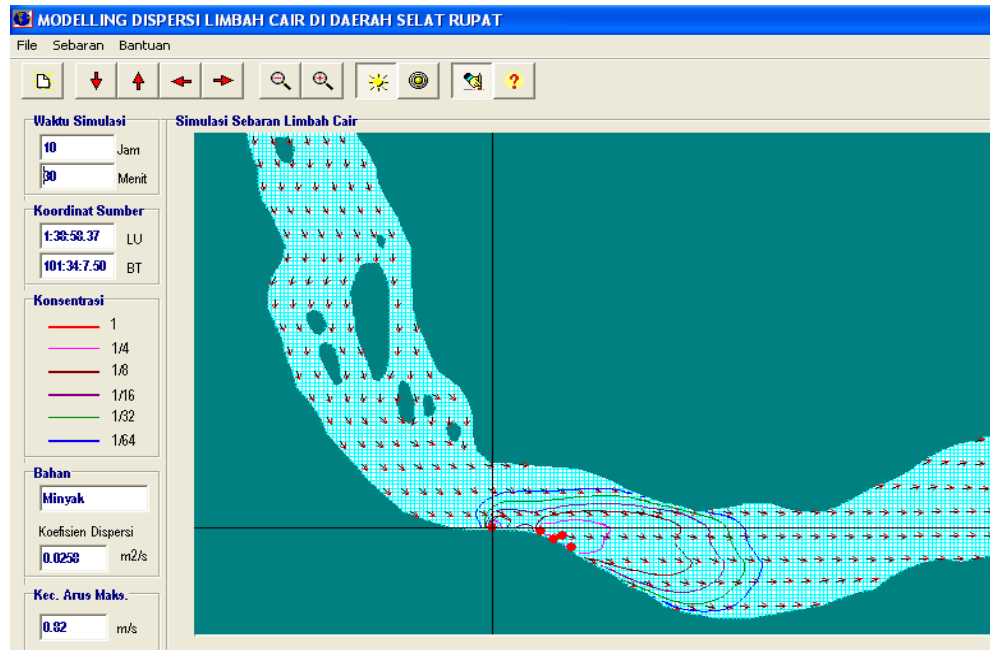 MODELLING DISPERSI LIMBAH CAIR DI DAERAH SELAT RUPAT
File Sebaran Bantuan
?
Waktu Simulasi
10 Jam
30 Menit
Koordinat Sumber
1:38:58.37 LU
101:34:7.50 BT
Konsentrasi
1
1/4
1/8
1/16
1/32
1/64
Bahan
Minyak
Koefisien Dispersi
0.0258 m2/s
Kec. Arus Maks.
0.82 m/s
Simulasi Sebaran Limbah Cair